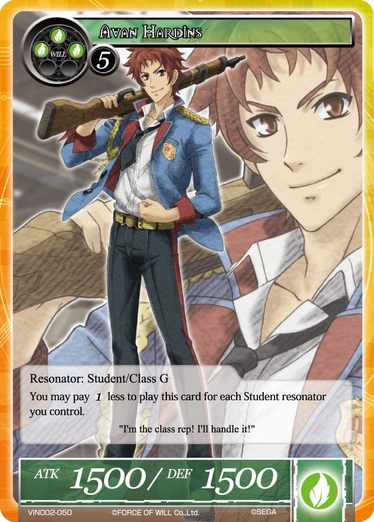 Avan Hardins
WILL
5
Resonator: Student/Class G
You may pay 1 less to play this card for each Student resonator
you control.
"I'm the class rep! I'll handle it!"
ATK 1500 / DEF 1500
VIN002-050 ©FORCE OF WILL Co.,Ltd. ©SEGA